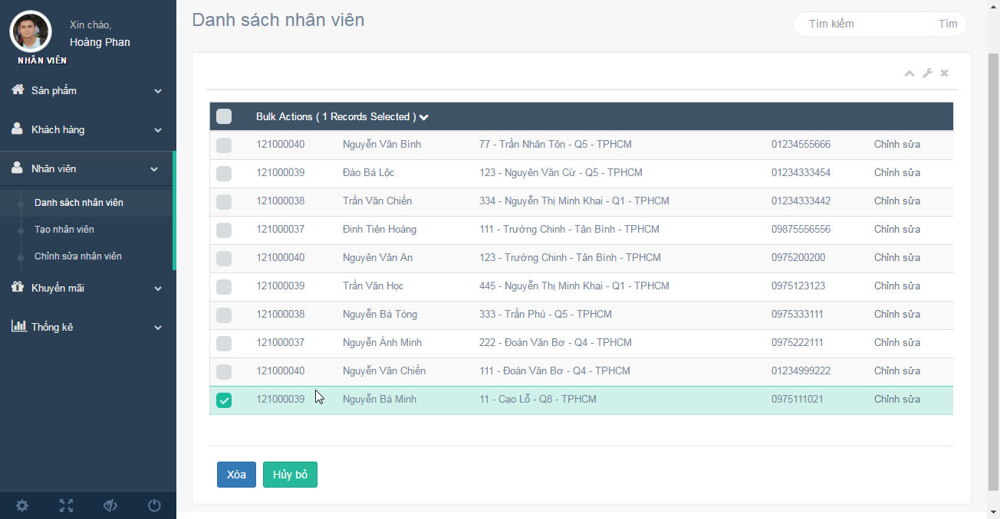 Xin chào,
Hoàng Phan
NHÂN VIÊN
Sản phẩm
Khách hàng
Nhân viên
Danh sách nhân viên
Tạo nhân viên
Chỉnh sửa nhân viên
Khuyến mãi
Thống kê
Danh sách nhân viên
Tìm kiếm Tìm
Bulk Actions ( 1 Records Selected )
121000040 Nguyễn Văn Bình 77 - Trần Nhân Tôn - Q5 - TPHCM 01234555666 Chỉnh sửa
121000039 Đào Bá Lộc 123 - Nguyên Văn Cừ - Q5 - TPHCM 01234333454 Chỉnh sửa
121000038 Trần Văn Chiến 334 - Nguyễn Thị Minh Khai - Q1 - TPHCM 01234333442 Chỉnh sửa
121000037 Đinh Tiên Hoàng 111 - Trường Chinh - Tân Bình - TPHCM 09875556556 Chỉnh sửa
121000040 Nguyên Văn An 123 - Trường Chinh - Tân Bình - TPHCM 0975200200 Chỉnh sửa
121000039 Trần Văn Học 445 - Nguyễn Thị Minh Khai - Q1 - TPHCM 0975123123 Chỉnh sửa
121000038 Nguyễn Bá Tòng 333 - Trần Phú - Q5 - TPHCM 0975333111 Chỉnh sửa
121000037 Nguyễn Ánh Minh 222 - Đoàn Văn Bơ - Q4 - TPHCM 0975222111 Chỉnh sửa
121000040 Nguyễn Văn Chiến 111 - Đoàn Văn Bơ - Q4 - TPHCM 01234999222 Chỉnh sửa
121000039 Nguyễn Bá Minh 11 - Cao Lỗ - Q8 - TPHCM 0975111021 Chỉnh sửa
Xóa Hủy bỏ